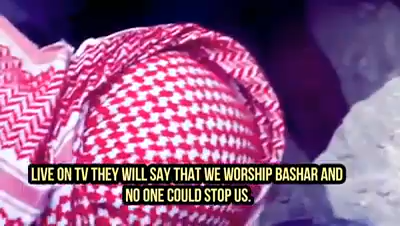 LIVE ON TV THEY WILL SAY THAT WE WORSHIP BASHAR AND
NO ONE COULD STOP US.